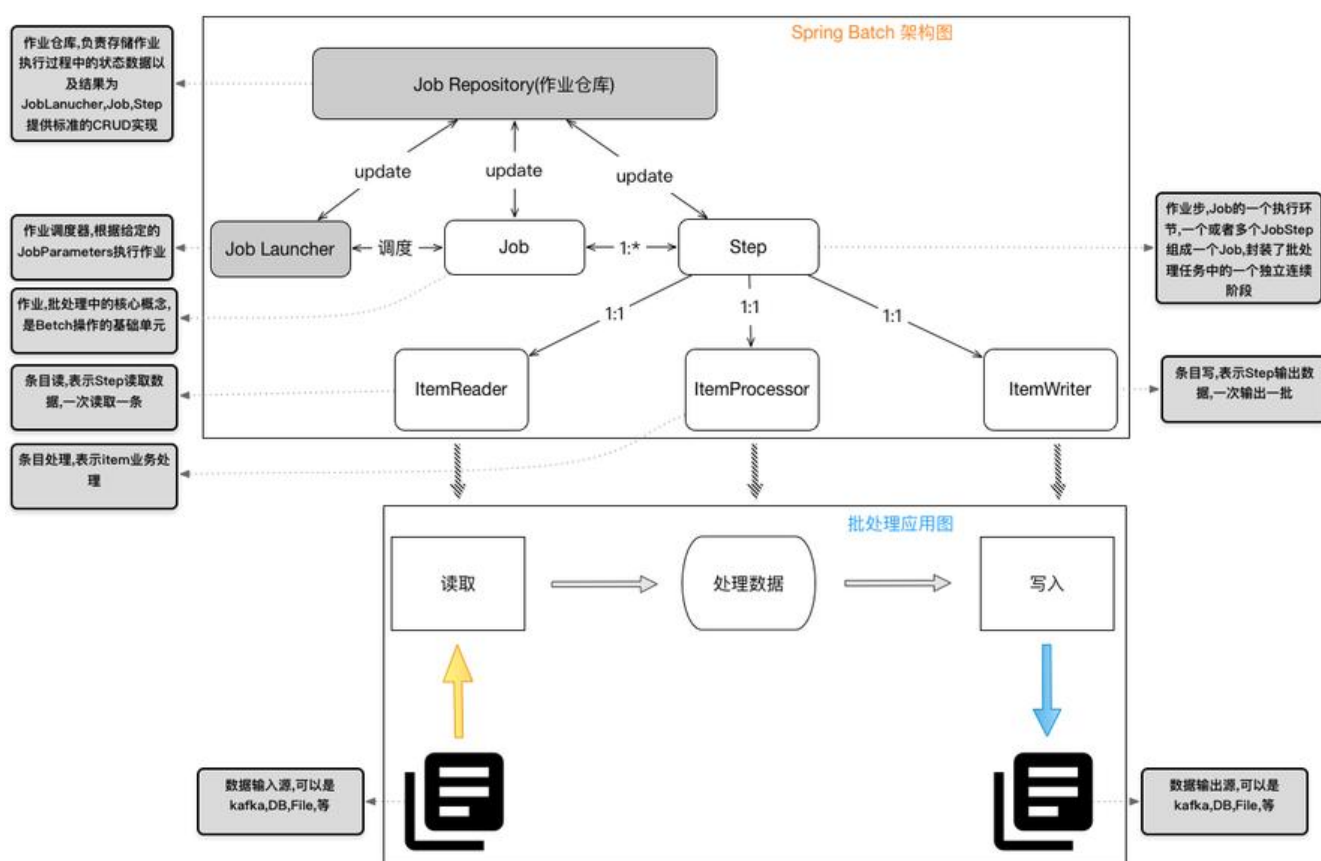 Spring Batch 架构图
作业仓库,负责存储作业
执行过程中的状态数据以
及结果为
JobLanucher,Job,Step
提供标准的CRUD实现
Job Repository(作业仓库)
update
update
update
作业调度器,根据给定的
JobParameters执行作业
Job Launcher
调度
Job
1:*
Step
作业步,Job的一个执行环
节,一个或者多个JobStep
组成一个Job,封装了批处
理任务中的一个独立连续
阶段
作业,批处理中的核心概念,
是Betch操作的基础单元
1:1
1:1
1:1
条目读,表示Step读取数
据,一次读取一条
ItemReader
ItemProcessor
ItemWriter
条目写,表示Step输出数
据,一次输出一批
条目处理,表示item业务处
理
批处理应用图
读取
处理数据
写入
数据输入源,可以是
kafka,DB,File,等
数据输出源,可以是
kafka,DB,File,等